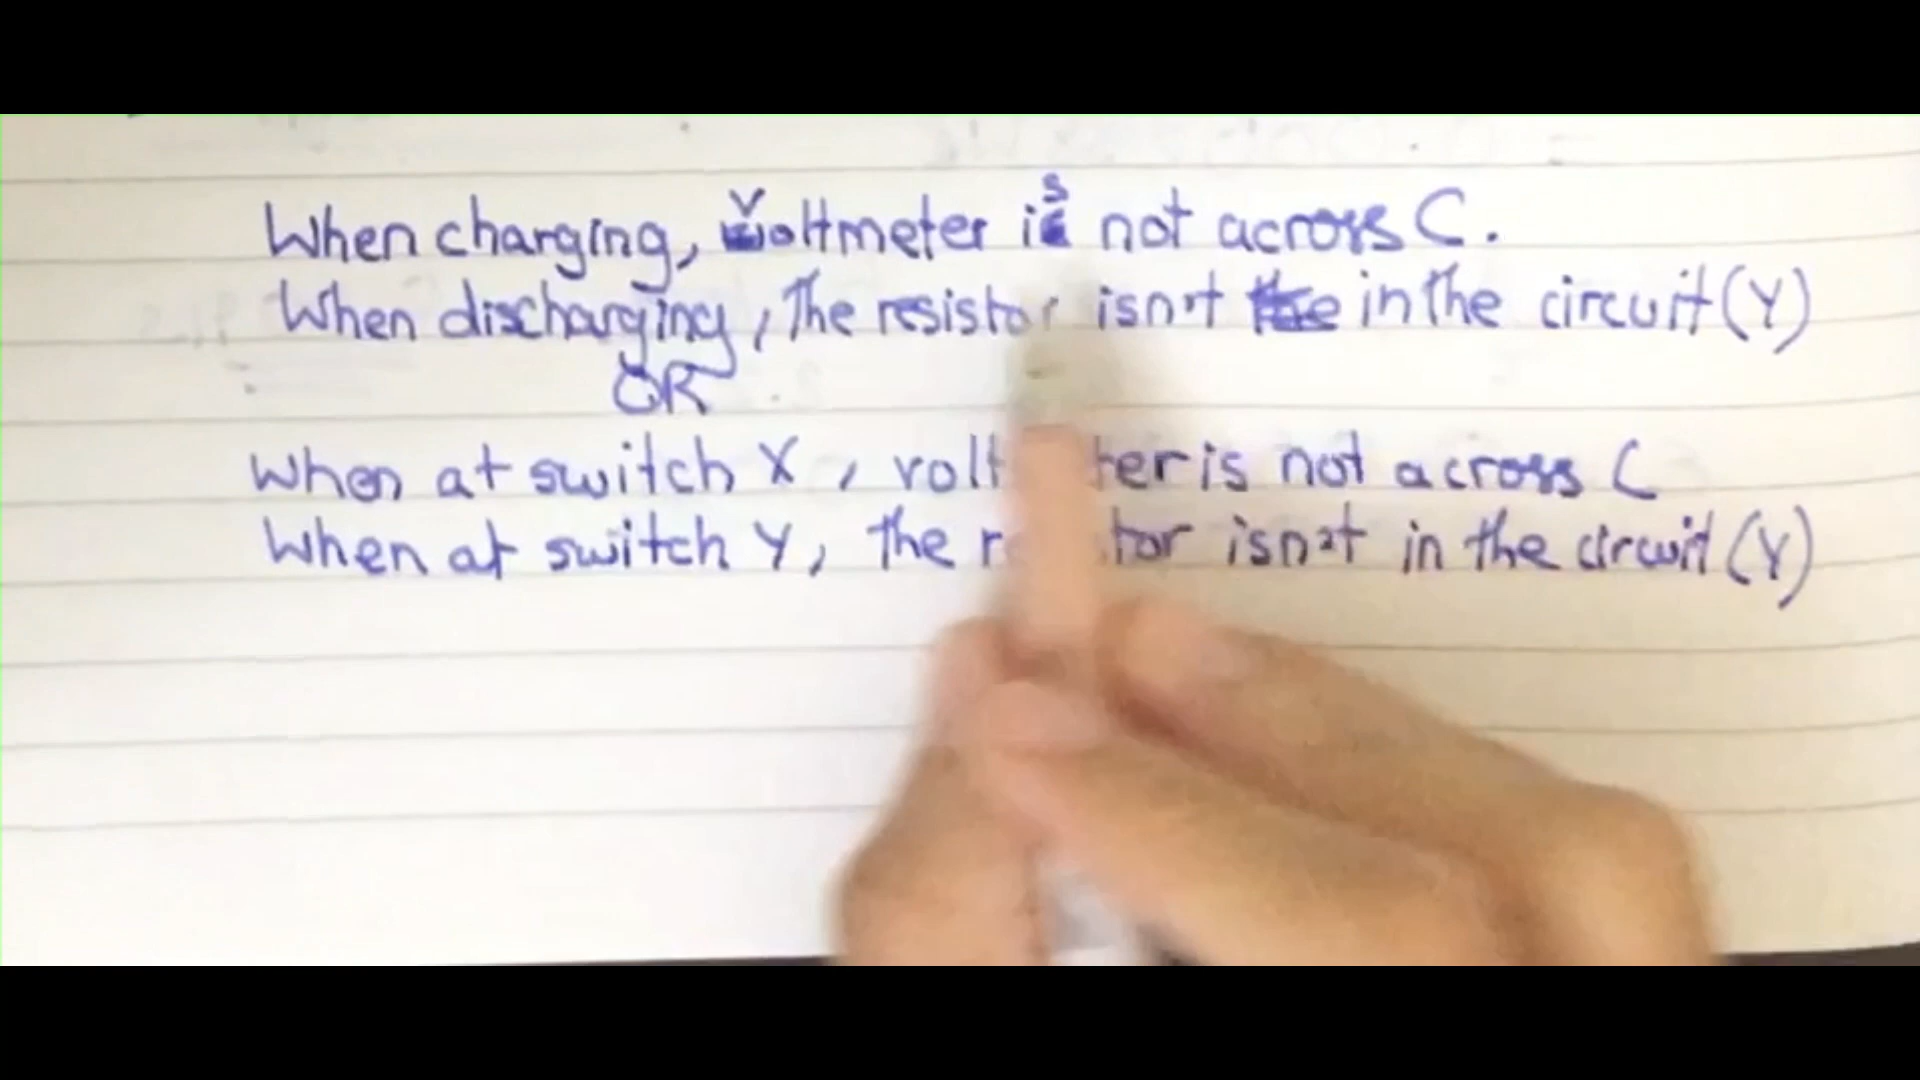 When charging, voltmeter is not across C.
When discharging, the resistor isn't in the circuit (Y)
OR
When at switch X, is not across C
When at switch Y, the isn't in the circuit (Y)